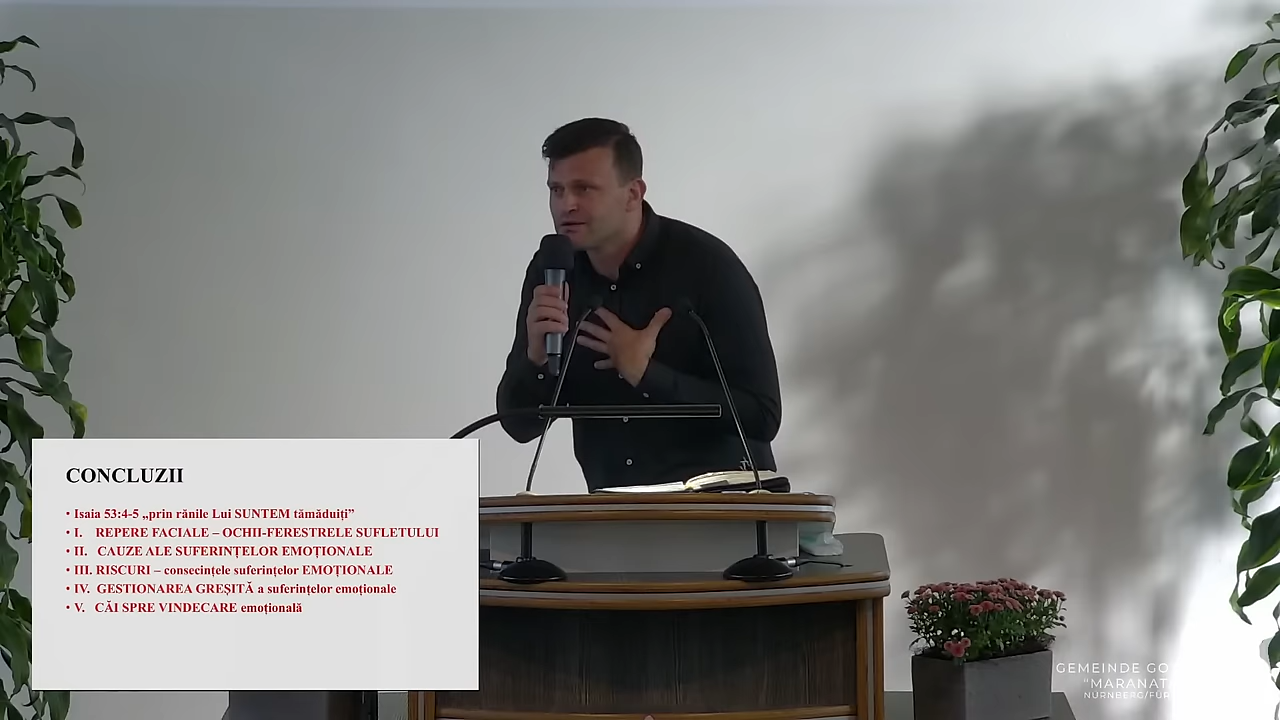 CONCLUZII
• Isaia 53:4-5 „prin rănile Lui SUNTEM tămăduiți”
• I. REPERE FACIALE – OCHII-FERESTRELE SUFLETULUI
• II. CAUZE ALE SUFERINȚELOR EMOȚIONALE
• III. RISCURI – consecințele suferințelor EMOȚIONALE
• IV. GESTIONAREA GREȘITĂ a suferințelor emoționale
• V. CĂI SPRE VINDECARE emoțională
GEMEINDE
"MARANAT
NÜRNBERG/FÜR